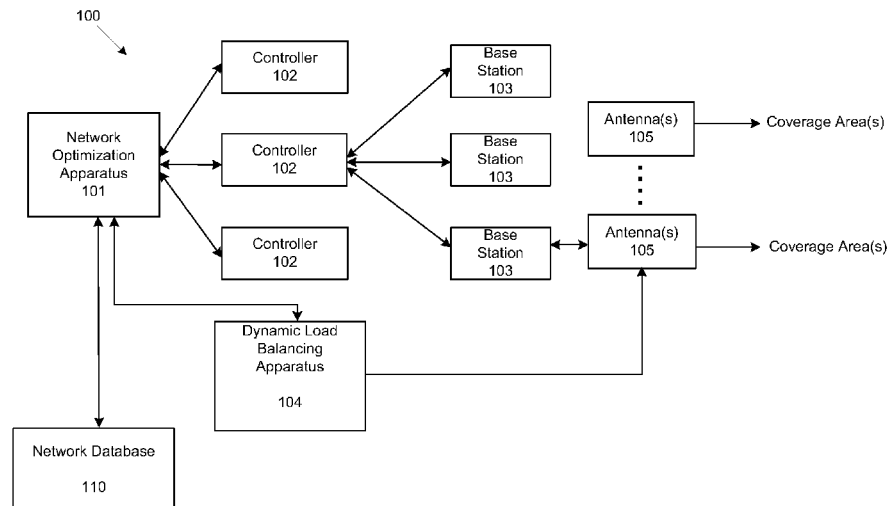 100
Controller
102
Base
Station
103
Network
Optimization
Apparatus
101
Controller
102
Base
Station
103
Antenna(s)
105
Coverage Area(s)
Controller
102
Base
Station
103
Antenna(s)
105
Coverage Area(s)
Dynamic Load
Balancing
Apparatus
104
Network Database
110